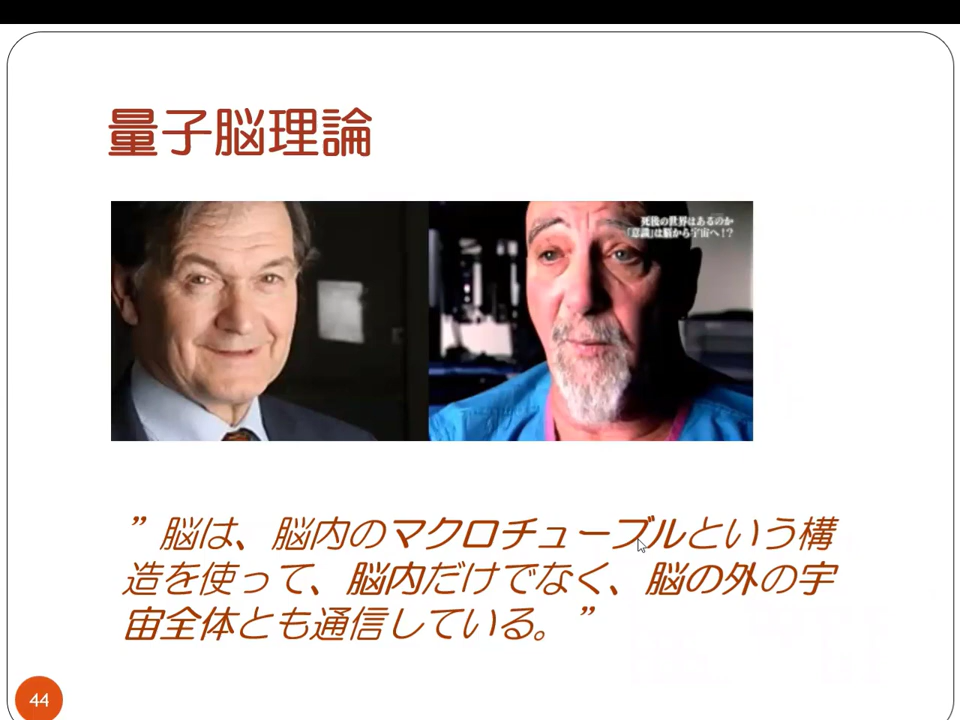 量子脳理論
死後の世界はあるのか
「意識」は脳から宇宙へ！？
”脳は、脳内のマクロチューブルという構
造を使って、脳内だけでなく、脳の外の宇
宙全体とも通信している。”
44